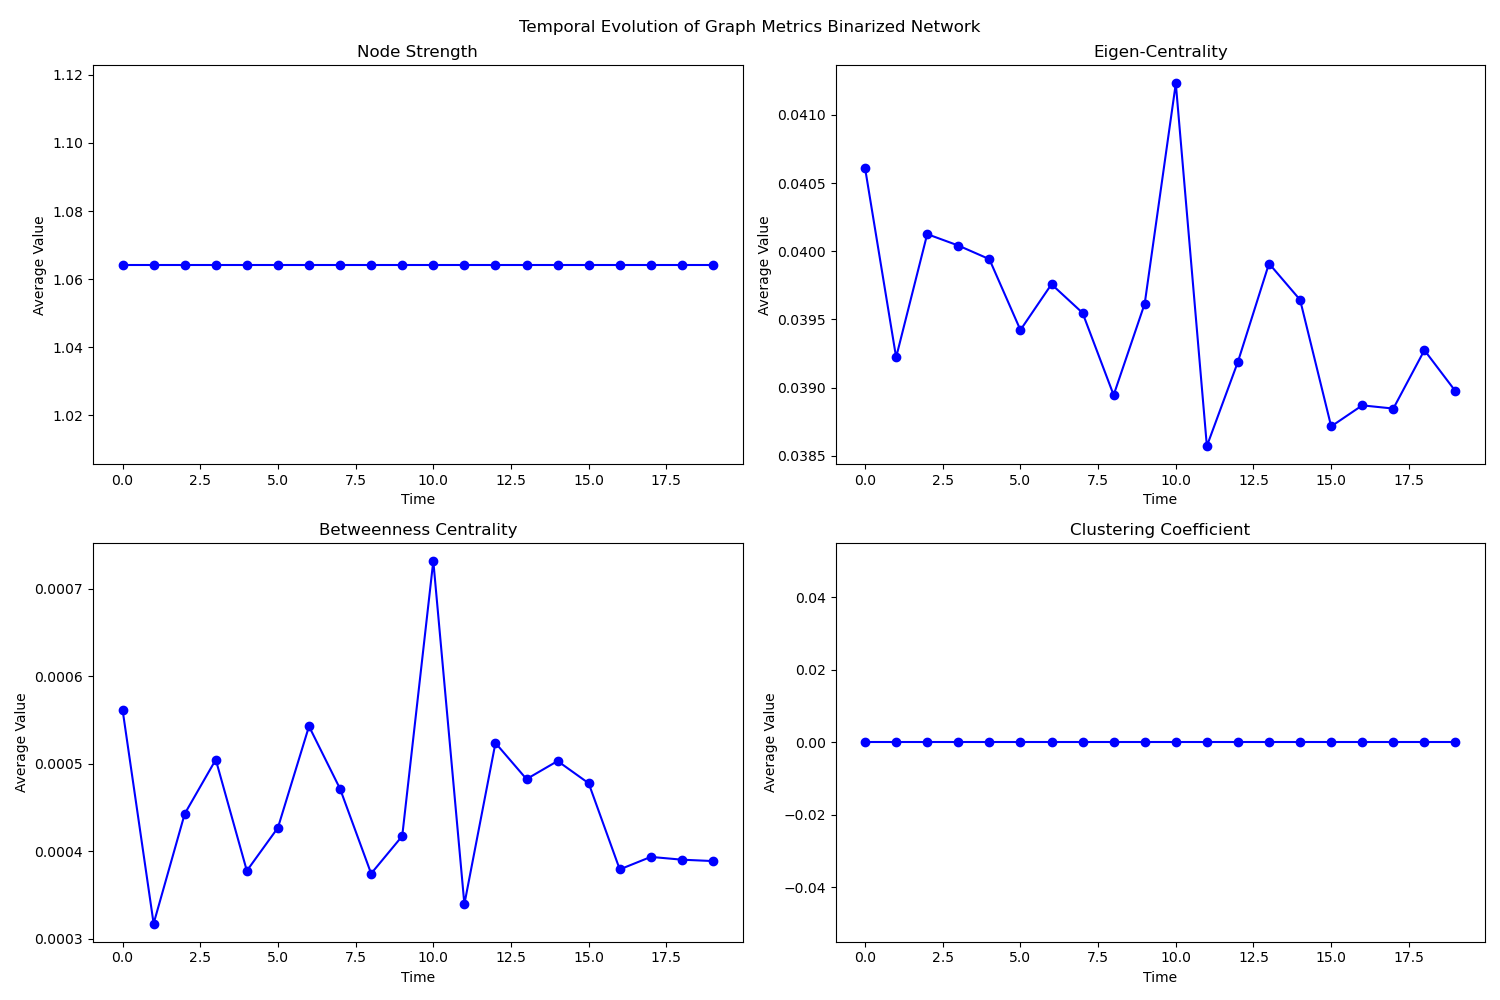 Temporal Evolution of Graph Metrics Binarized Network
Node Strength
Average Value
1.12
1.10
1.08
1.06
1.04
1.02
0.0 2.5 5.0 7.5 10.0 12.5 15.0 17.5
Time
Eigen-Centrality
Average Value
0.0410
0.0405
0.0400
0.0395
0.0390
0.0385
0.0 2.5 5.0 7.5 10.0 12.5 15.0 17.5
Time
Betweenness Centrality
Average Value
0.0007
0.0006
0.0005
0.0004
0.0003
0.0 2.5 5.0 7.5 10.0 12.5 15.0 17.5
Time
Clustering Coefficient
Average Value
0.04
0.02
0.00
−0.02
−0.04
0.0 2.5 5.0 7.5 10.0 12.5 15.0 17.5
Time